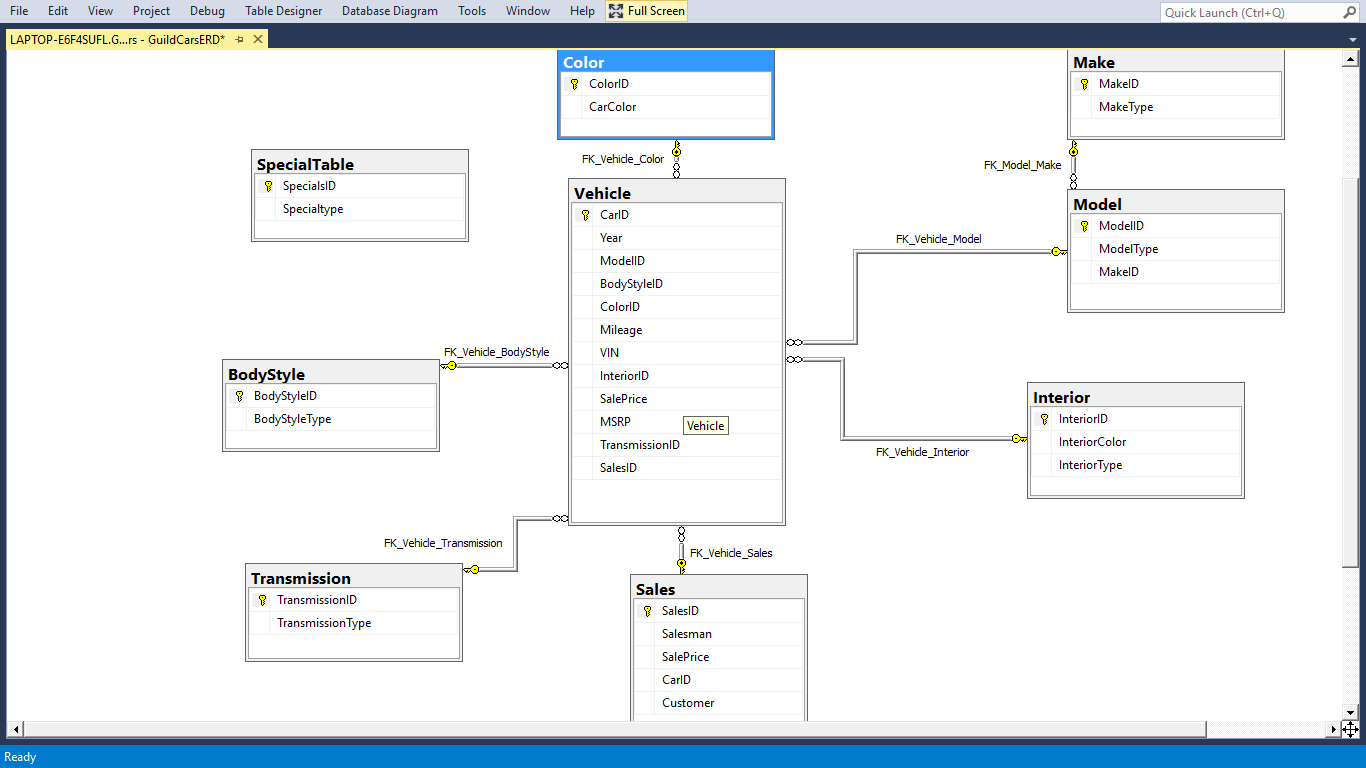 File Edit View Project Debug Table Designer Database Diagram Tools Window Help Full Screen
Quick Launch (Ctrl+Q)
LAPTOP-E6F4SUFL.G...rs - GuildCarsERD*
Color
ColorID
CarColor
Make
MakeID
MakeType
FK_Vehicle_Color
FK_Model_Make
SpecialTable
SpecialsID
Specialtype
Vehicle
CarID
Year
ModelID
BodyStyleID
ColorID
Mileage
VIN
InteriorID
SalePrice
MSRP
TransmissionID
SalesID
Vehicle
Model
ModelID
ModelType
MakeID
FK_Vehicle_Model
FK_Vehicle_BodyStyle
BodyStyle
BodyStyleID
BodyStyleType
Interior
InteriorID
InteriorColor
InteriorType
FK_Vehicle_Interior
FK_Vehicle_Transmission
FK_Vehicle_Sales
Transmission
TransmissionID
TransmissionType
Sales
SalesID
Salesman
SalePrice
CarID
Customer
Ready